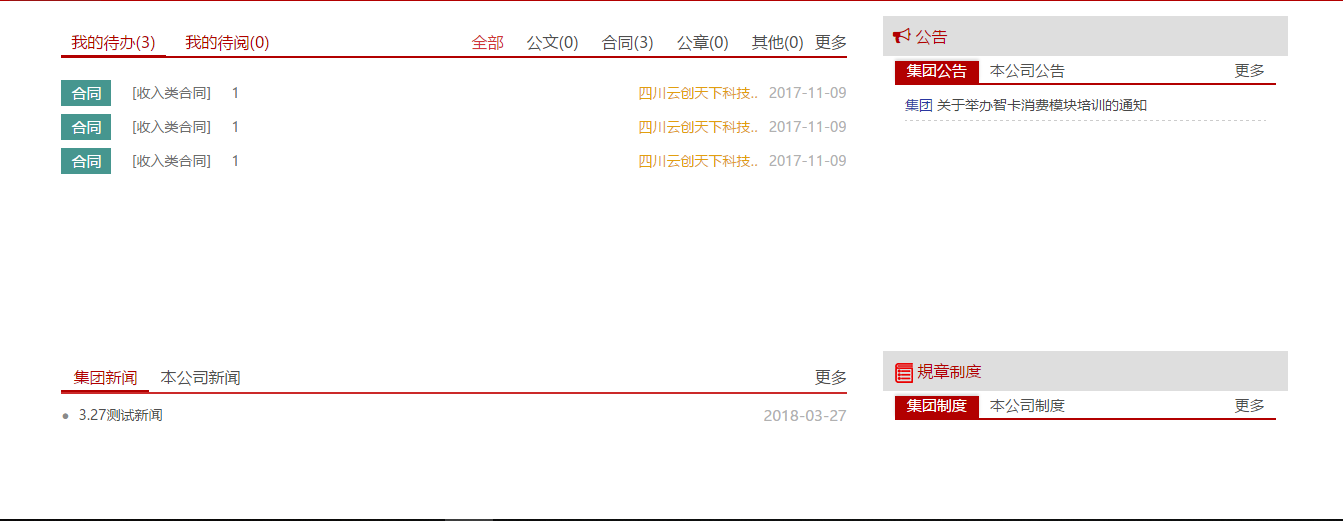 我的待办(3) 我的待阅(0) 全部 公文(0) 合同(3) 公章(0) 其他(0) 更多
合同 [收入类合同] 1 四川云创天下科技.. 2017-11-09
合同 [收入类合同] 1 四川云创天下科技.. 2017-11-09
合同 [收入类合同] 1 四川云创天下科技.. 2017-11-09
公告
集团公告 本公司公告 更多
集团 关于举办智卡消费模块培训的通知
集团新闻 本公司新闻 更多
3.27测试新闻 2018-03-27
規章制度
集团制度 本公司制度 更多